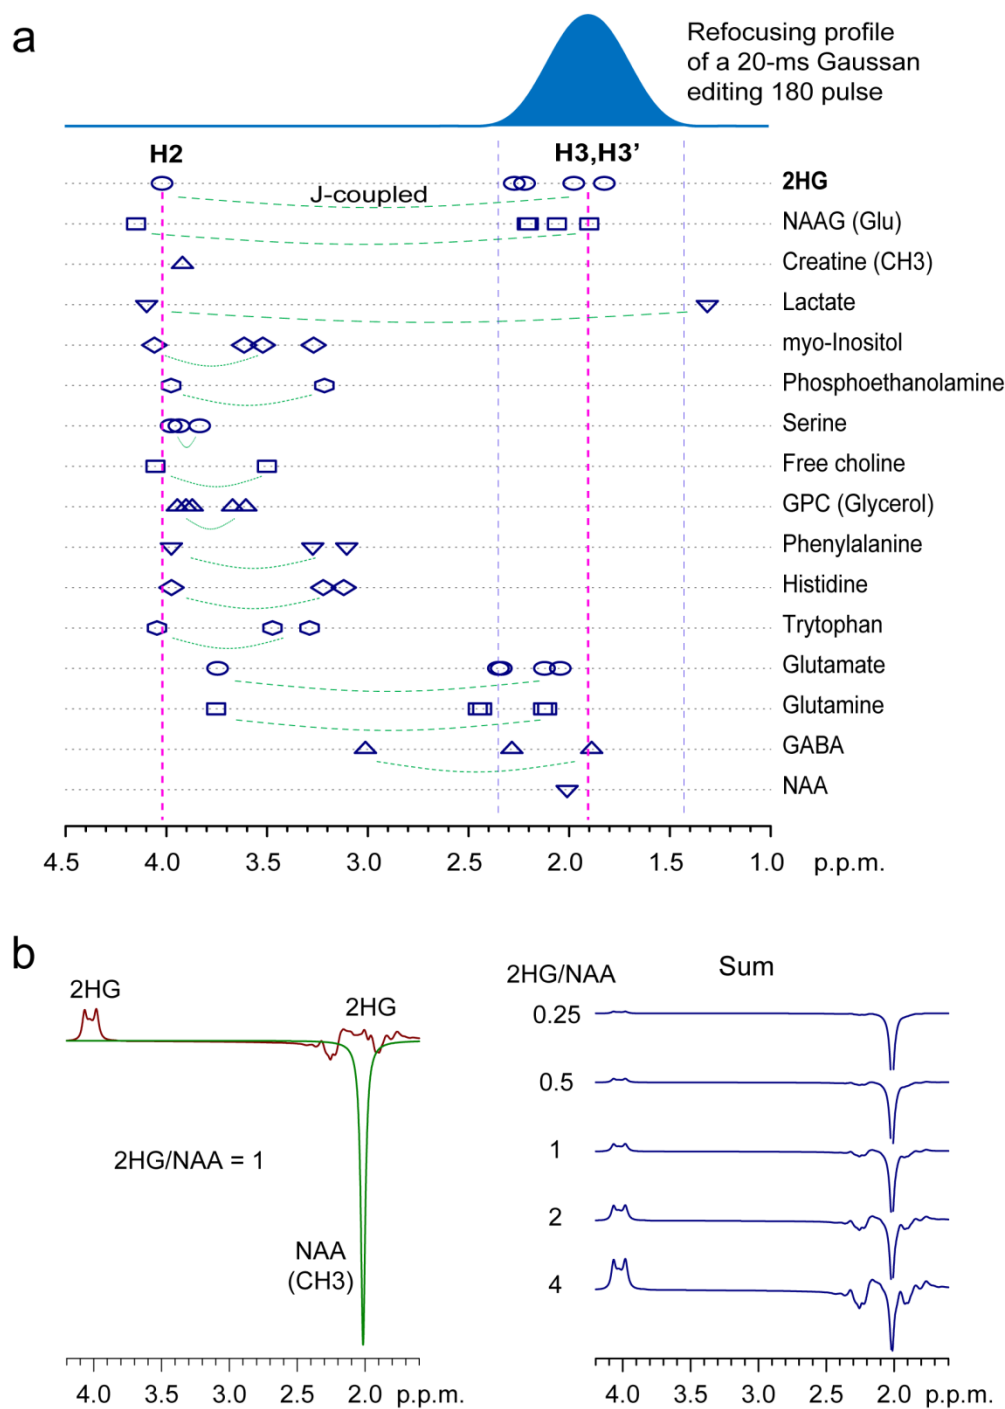 a
Refocusing profile
of a 20-ms Gaussian
editing 180 pulse
H2
H3,H3’
J-coupled
2HG
NAAG (Glu)
Creatine (CH3)
Lactate
myo-Inositol
Phosphoethanolamine
Serine
Free choline
GPC (Glycerol)
Phenylalanine
Histidine
Trytophan
Glutamate
Glutamine
GABA
NAA
4.5 4.0 3.5 3.0 2.5 2.0 1.5 1.0 p.p.m.
b
2HG
2HG
2HG/NAA = 1
NAA
(CH3)
4.0 3.5 3.0 2.5 2.0 p.p.m.
2HG/NAA Sum
0.25
0.5
1
2
4
4.0 3.5 3.0 2.5 2.0 p.p.m.